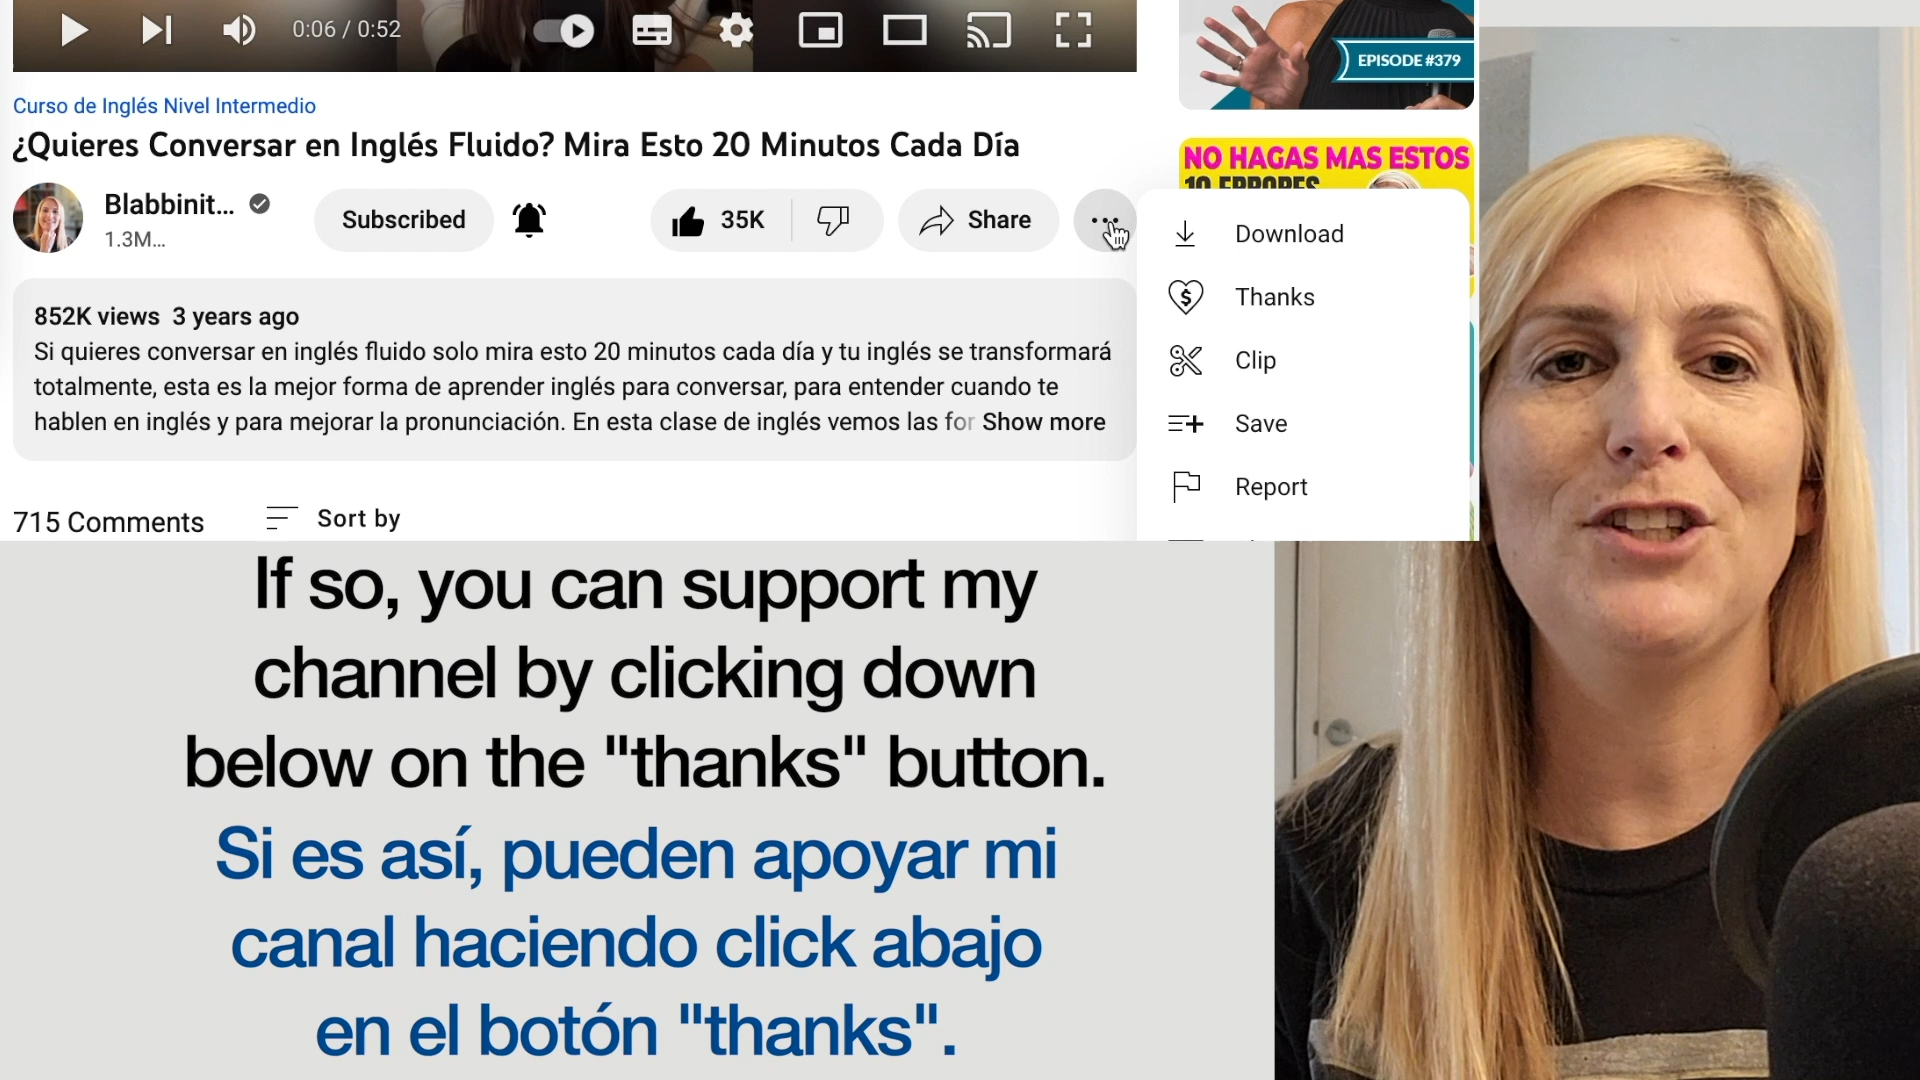 0:06 / 0:52
EPISODE #379
Curso de Inglés Nivel Intermedio
¿Quieres Conversar en Inglés Fluido? Mira Esto 20 Minutos Cada Día
NO HAGAS MAS ESTOS
10 ERRORES
Blabbinit...
1.3M...
Subscribed
35K
Share
Download
Thanks
Clip
Save
Report
852K views 3 years ago
Si quieres conversar en inglés fluido solo mira esto 20 minutos cada día y tu inglés se transformará
totalmente, esta es la mejor forma de aprender inglés para conversar, para entender cuando te
hablen en inglés y para mejorar la pronunciación. En esta clase de inglés vemos las for Show more
715 Comments
Sort by
If so, you can support my
channel by clicking down
below on the "thanks" button.
Si es así, pueden apoyar mi
canal haciendo click abajo
en el botón "thanks".